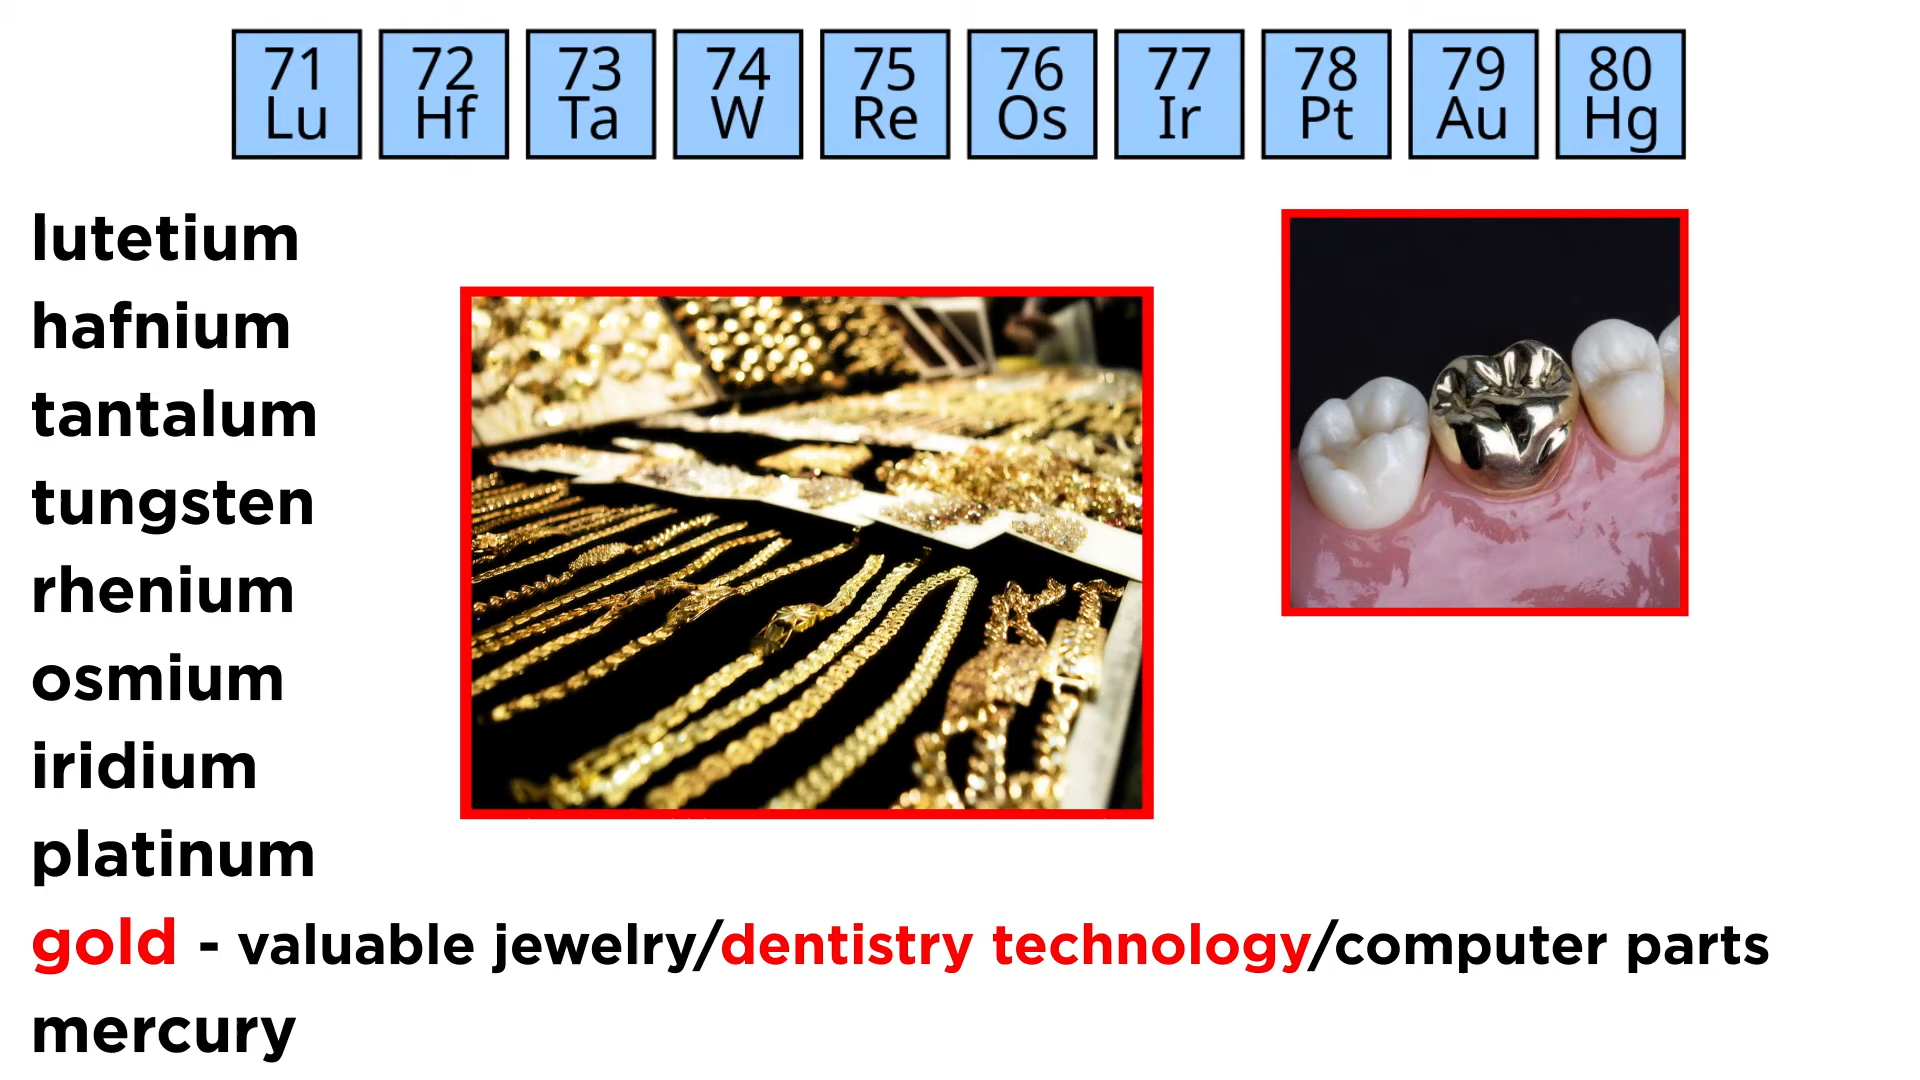 71 72 73 74 75 76 77 78 79 80
Lu Hf Ta W Re Os Ir Pt Au Hg
lutetium
hafnium
tantalum
tungsten
rhenium
osmium
iridium
platinum
gold - valuable jewelry/dentistry technology/computer parts
mercury